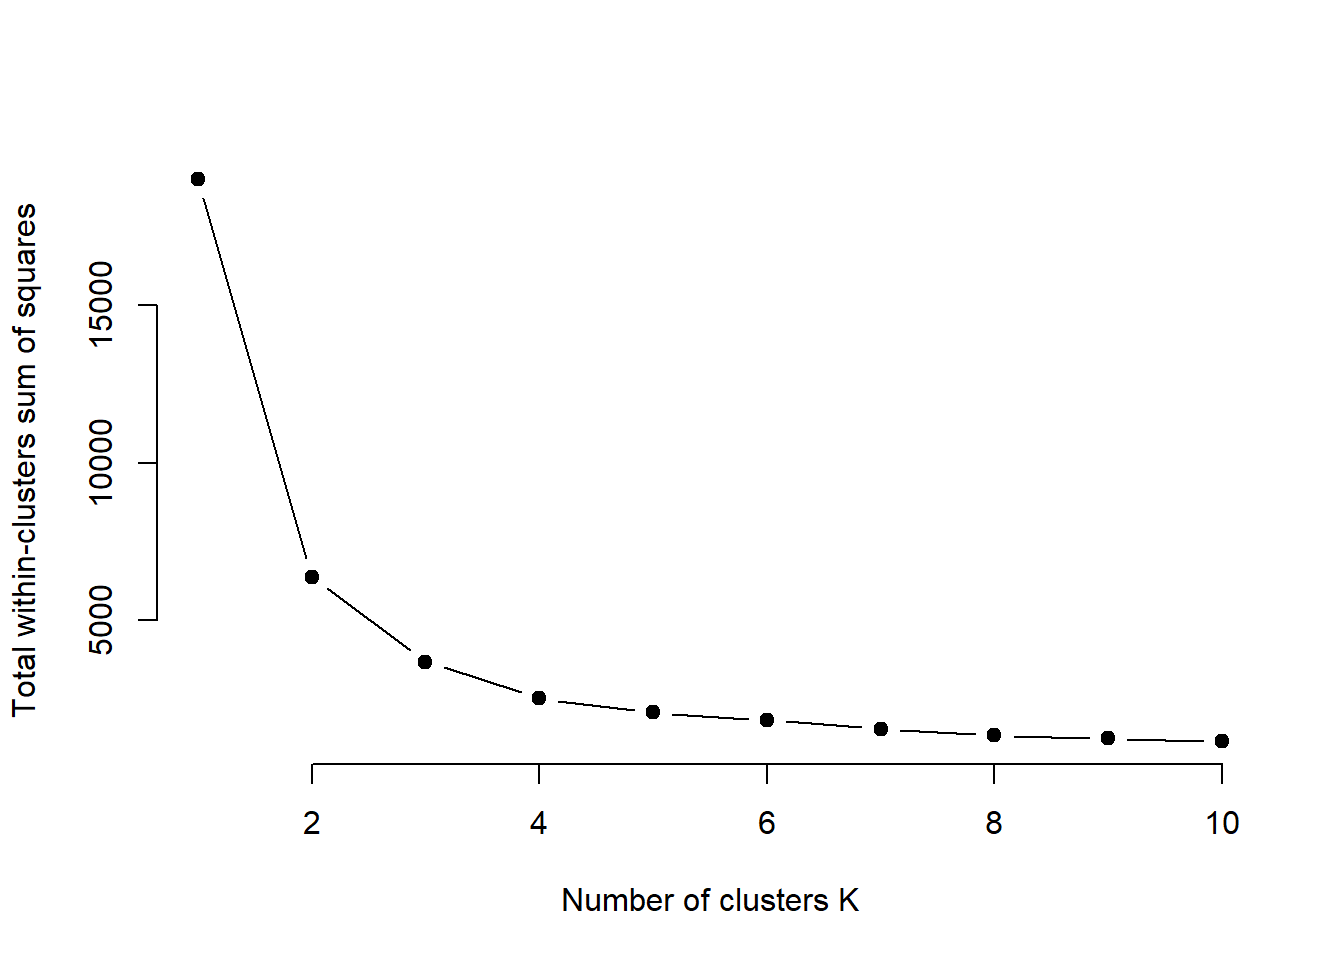 Total within-clusters sum of squares
15000
10000
5000
2 4 6 8 10
Number of clusters K